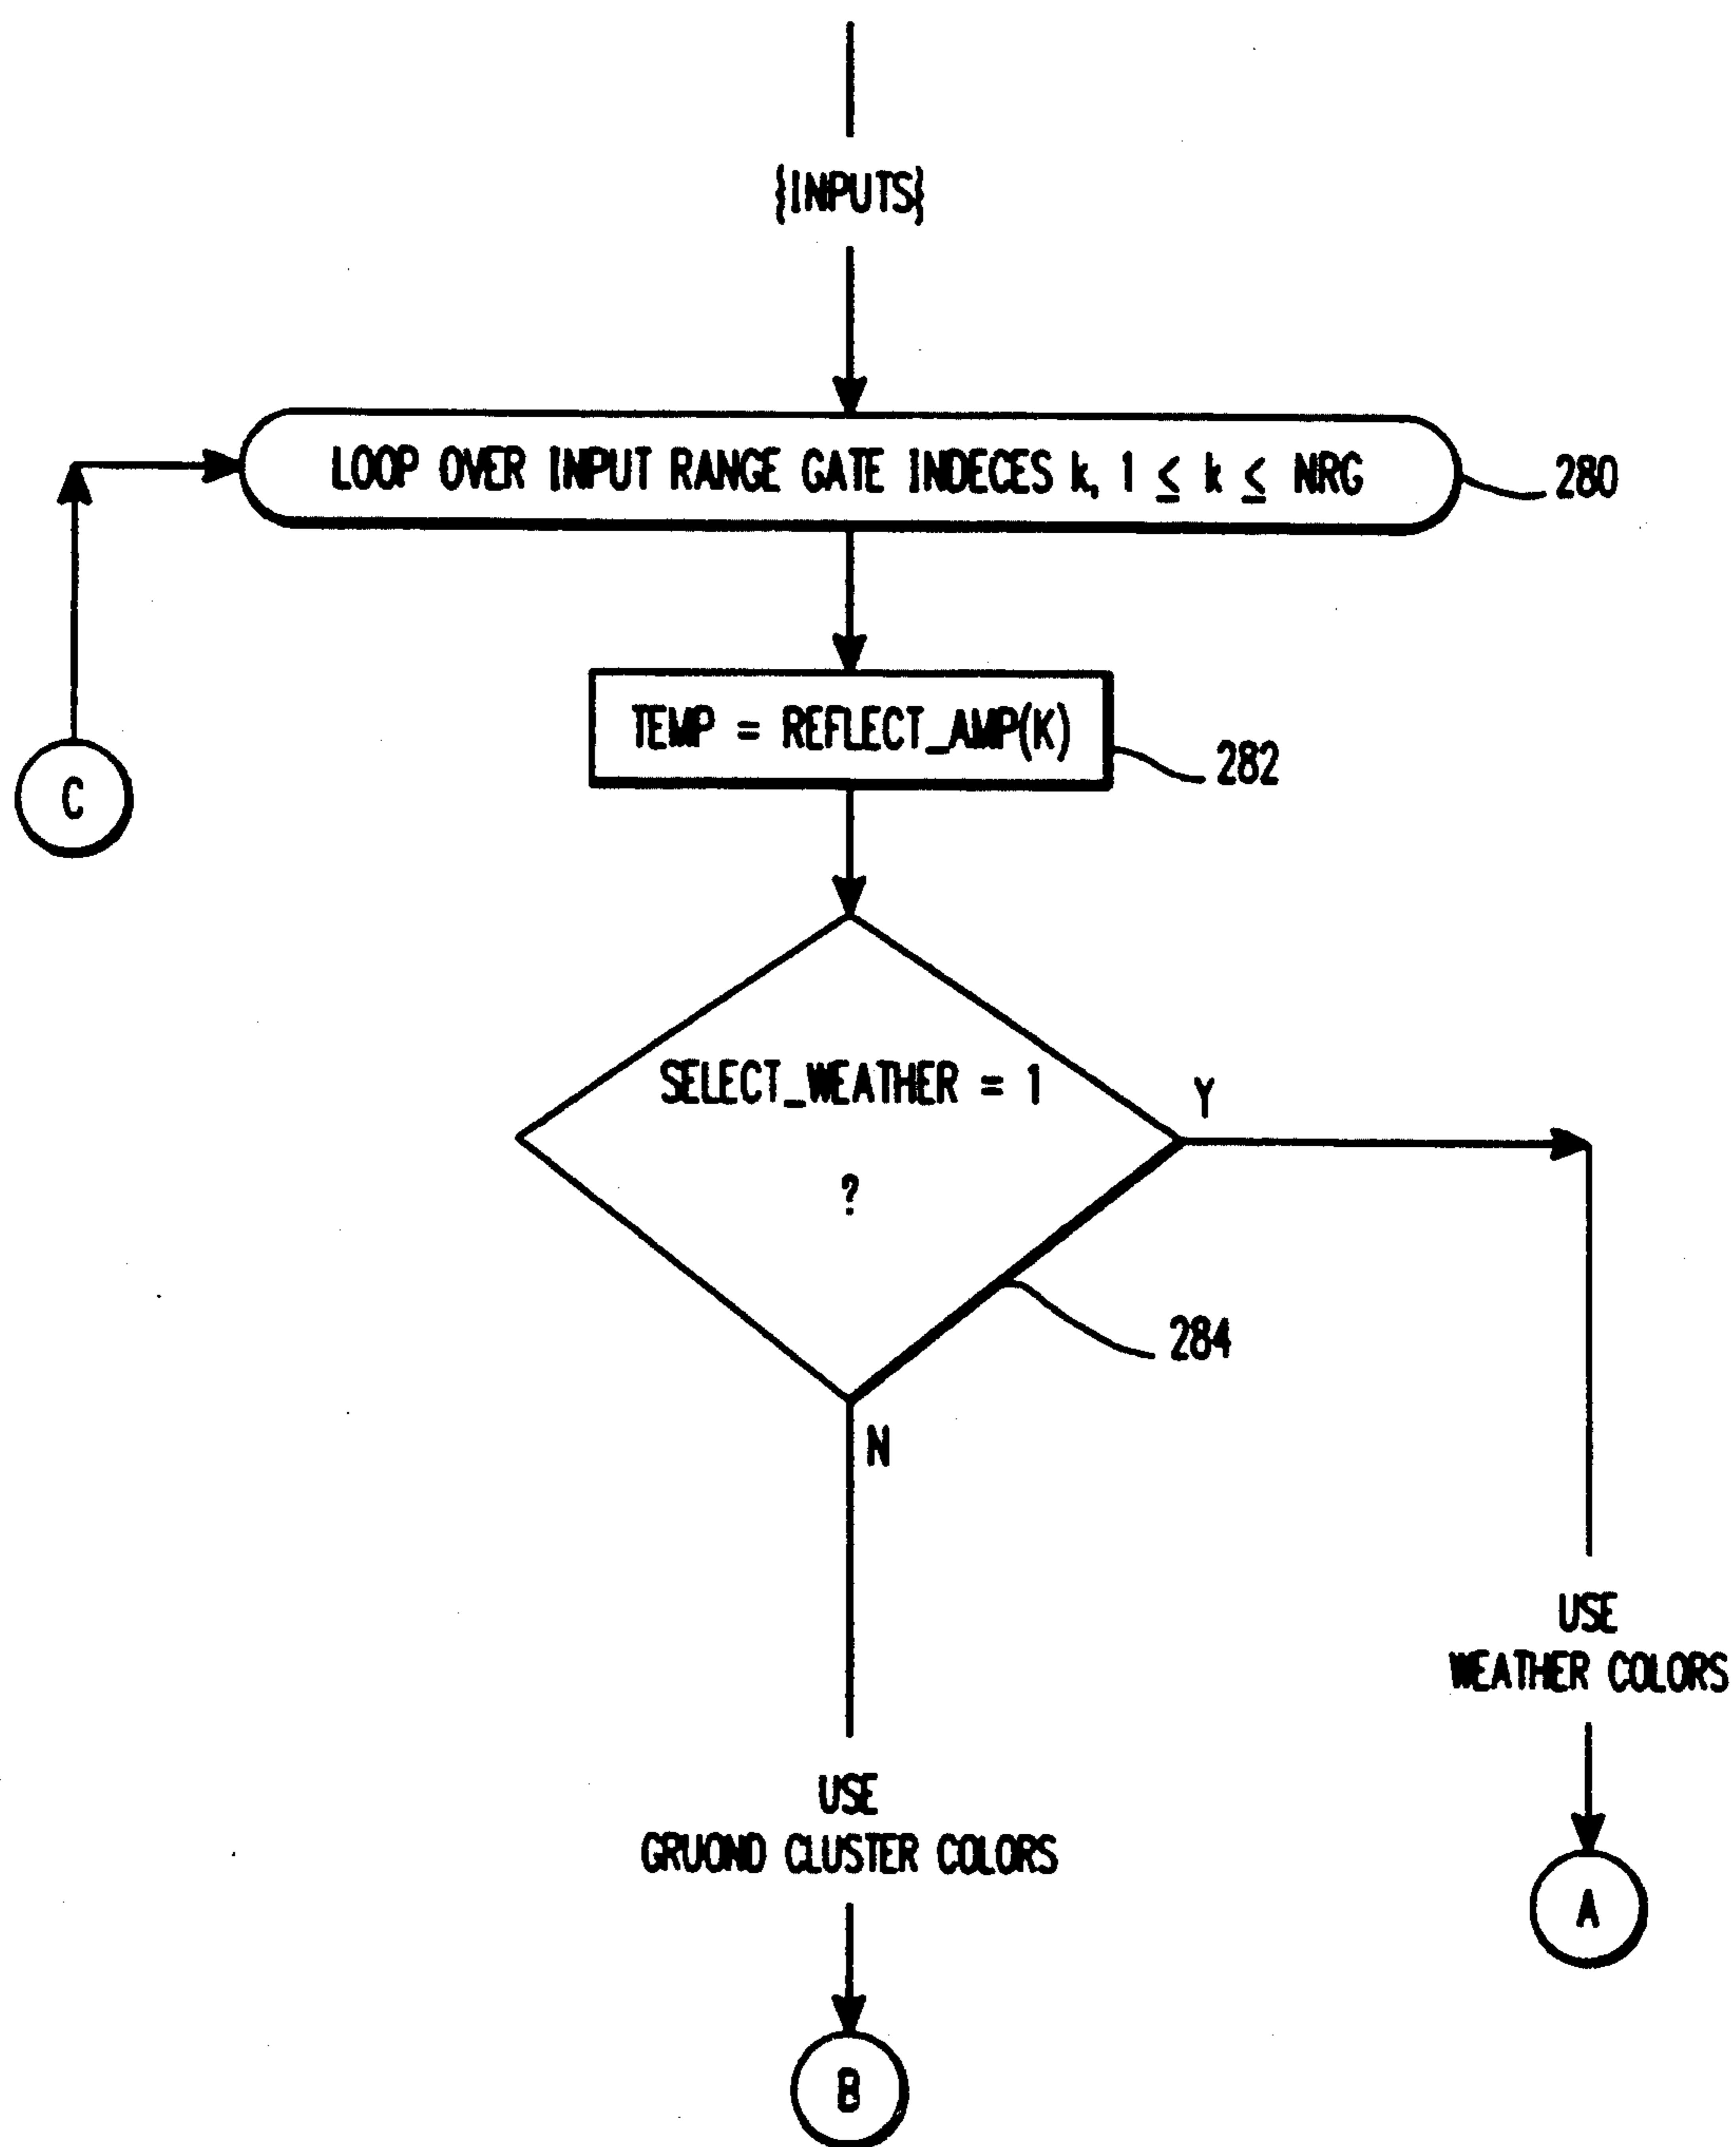 {INPUTS}
LOOP OVER INPUT RANGE GATE INDECES k, 1 ≤ k ≤ NRG
280
TEMP = REFLECT_AMP(K)
282
C
SELECT_WEATHER = 1
?
Y
284
N
USE
WEATHER COLORS
USE
GRUOND CLUSTER COLORS
A
B